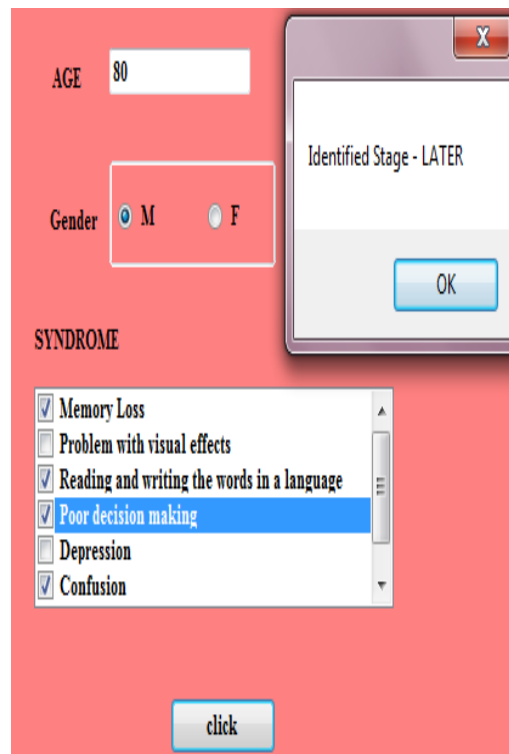 AGE 80
X
Identified Stage - LATER
OK
Gender M F
SYNDROME
Memory Loss
Problem with visual effects
Reading and writing the words in a language
Poor decision making
Depression
Confusion
click